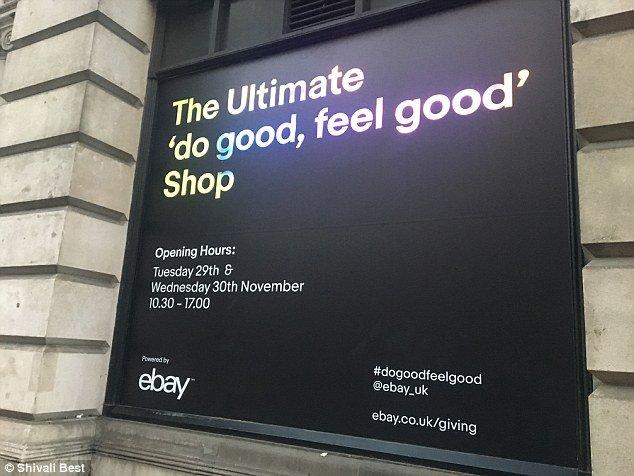 The Ultimate
‘do good, feel good’
Shop
Opening Hours:
Tuesday 29th &
Wednesday 30th November
10.30 - 17.00
Powered by
ebay™
#dogoodfeelgood
@ebay_uk
ebay.co.uk/giving
© Shivali Best